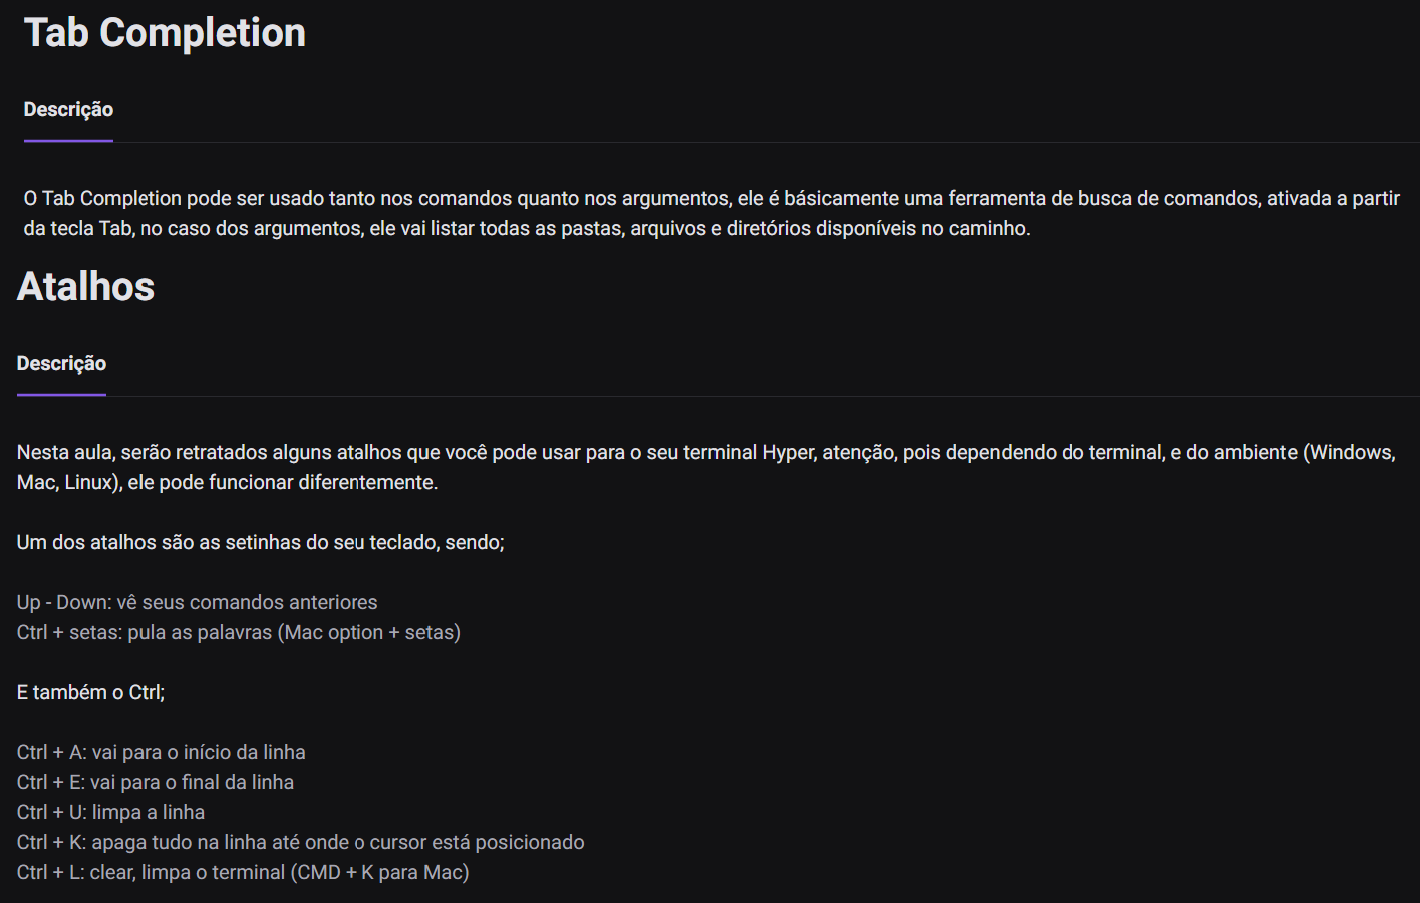 Tab Completion
Descrição
O Tab Completion pode ser usado tanto nos comandos quanto nos argumentos, ele é básicamente uma ferramenta de busca de comandos, ativada a partir
da tecla Tab, no caso dos argumentos, ele vai listar todas as pastas, arquivos e diretórios disponíveis no caminho.
Atalhos
Descrição
Nesta aula, serão retratados alguns atalhos que você pode usar para o seu terminal Hyper, atenção, pois dependendo do terminal, e do ambiente (Windows,
Mac, Linux), ele pode funcionar diferentemente.
Um dos atalhos são as setinhas do seu teclado, sendo;
Up - Down: vê seus comandos anteriores
Ctrl + setas: pula as palavras (Mac option + setas)
E também o Ctrl;
Ctrl + A: vai para o início da linha
Ctrl + E: vai para o final da linha
Ctrl + U: limpa a linha
Ctrl + K: apaga tudo na linha até onde o cursor está posicionado
Ctrl + L: clear, limpa o terminal (CMD + K para Mac)